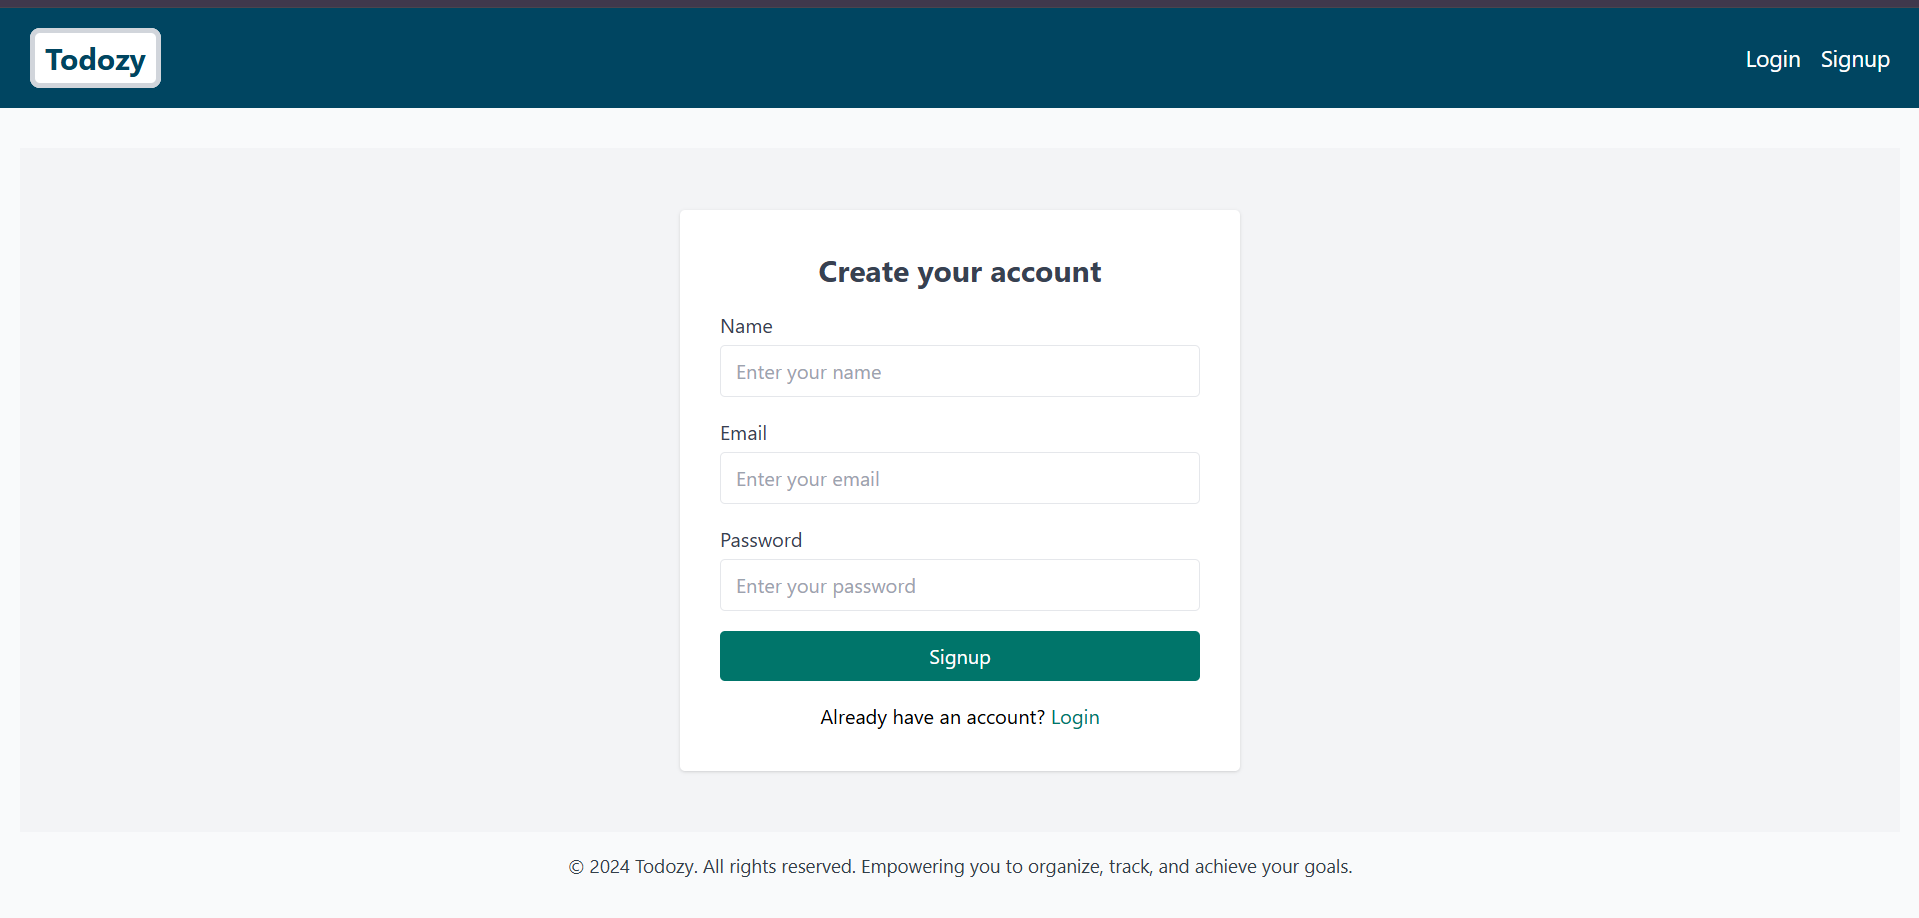 Todozy
Login Signup
Create your account
Name
Enter your name
Email
Enter your email
Password
Enter your password
Signup
Already have an account? Login
© 2024 Todozy. All rights reserved. Empowering you to organize, track, and achieve your goals.